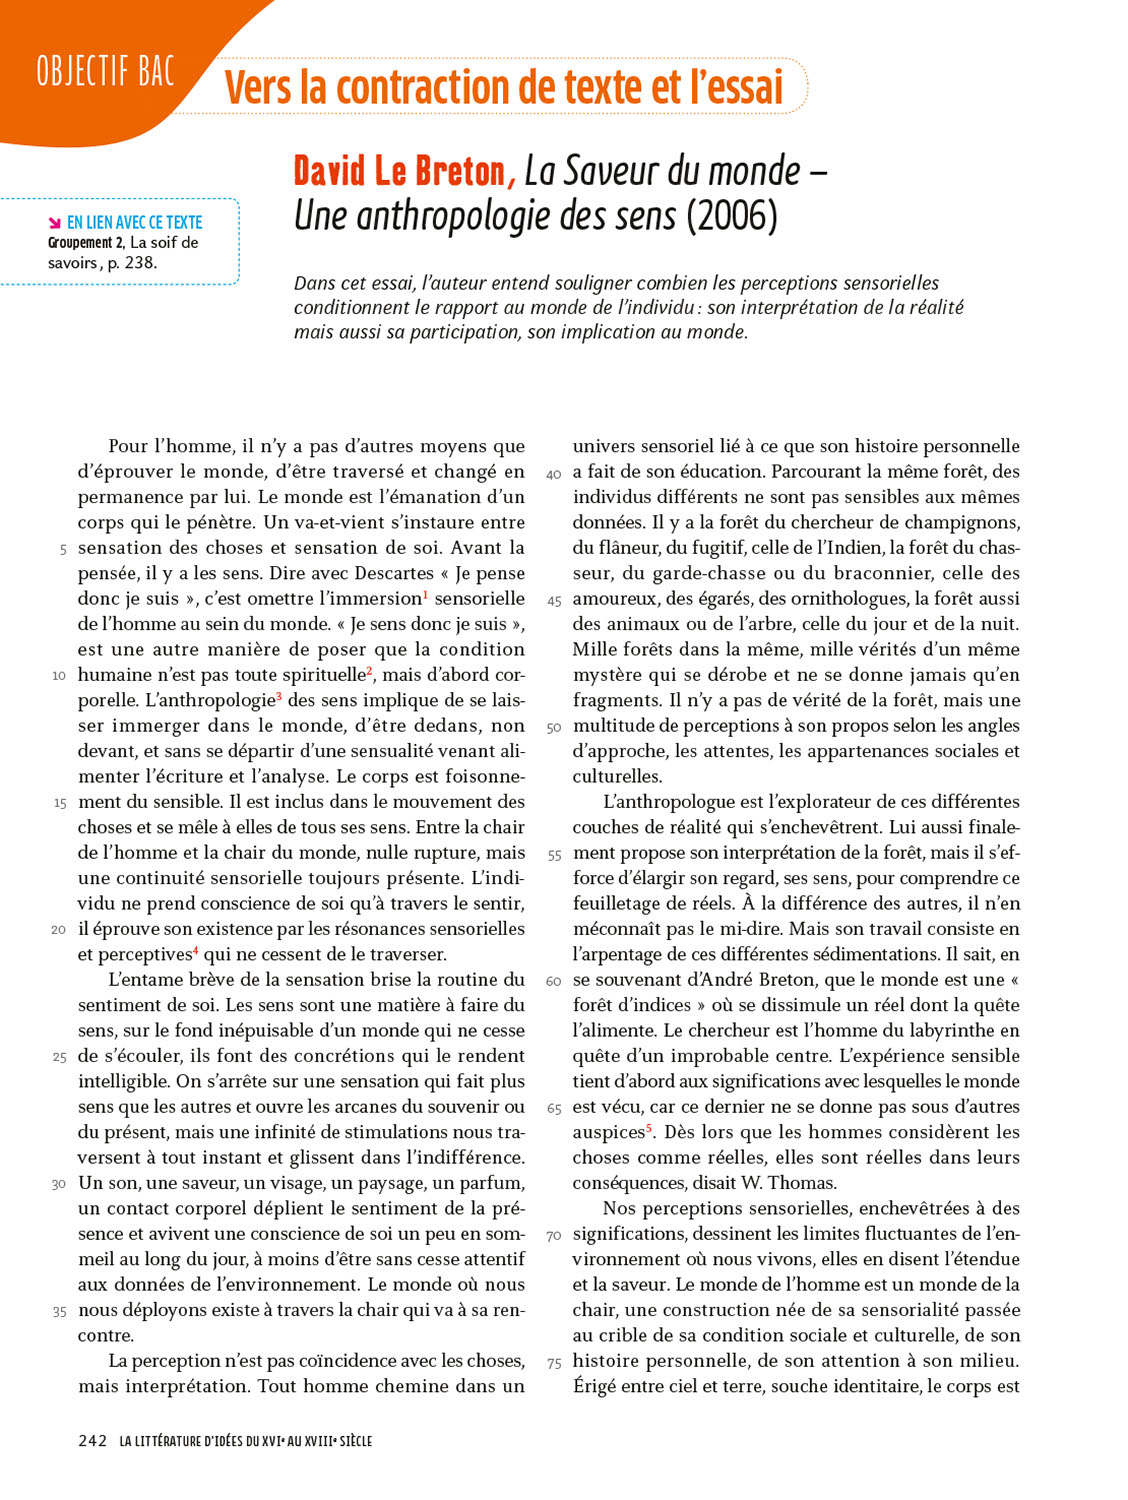 OBJECTIF BAC
Vers la contraction de texte et l'essai
David Le Breton, La Saveur du monde –
Une anthropologie des sens (2006)
EN LIEN AVEC CE TEXTE
Groupement 2, La soif de
savoirs, p. 238.
Dans cet essai, l'auteur entend souligner combien les perceptions sensorielles
conditionnent le rapport au monde de l'individu : son interprétation de la réalité
mais aussi sa participation, son implication au monde.
Pour l'homme, il n'y a pas d'autres moyens que
d'éprouver le monde, d'être traversé et changé en
permanence par lui. Le monde est l'émanation d'un
corps qui le pénètre. Un va-et-vient s'instaure entre
5 sensation des choses et sensation de soi. Avant la
pensée, il y a les sens. Dire avec Descartes « Je pense
donc je suis », c'est omettre l'immersion1 sensorielle
de l'homme au sein du monde. « Je sens donc je suis »,
est une autre manière de poser que la condition
10 humaine n'est pas toute spirituelle2, mais d'abord cor-
porelle. L'anthropologie3 des sens implique de se lais-
ser immerger dans le monde, d'être dedans, non
devant, et sans se départir d'une sensualité venant ali-
menter l'écriture et l'analyse. Le corps est foisonne-
15 ment du sensible. Il est inclus dans le mouvement des
choses et se mêle à elles de tous ses sens. Entre la chair
de l'homme et la chair du monde, nulle rupture, mais
une continuité sensorielle toujours présente. L'indi-
vidu ne prend conscience de soi qu'à travers le sentir,
20 il éprouve son existence par les résonances sensorielles
et perceptives4 qui ne cessent de le traverser.
L'entame brève de la sensation brise la routine du
sentiment de soi. Les sens sont une matière à faire du
sens, sur le fond inépuisable d'un monde qui ne cesse
25 de s'écouler, ils font des concrétions qui le rendent
intelligible. On s'arrête sur une sensation qui fait plus
sens que les autres et ouvre les arcanes du souvenir ou
du présent, mais une infinité de stimulations nous tra-
versent à tout instant et glissent dans l'indifférence.
30 Un son, une saveur, un visage, un paysage, un parfum,
un contact corporel déplient le sentiment de la pré-
sence et avivent une conscience de soi un peu en som-
meil au long du jour, à moins d'être sans cesse attentif
aux données de l'environnement. Le monde où nous
35 nous déployons existe à travers la chair qui va à sa ren-
contre.
La perception n'est pas coïncidence avec les choses,
mais interprétation. Tout homme chemine dans un
univers sensoriel lié à ce que son histoire personnelle
40 a fait de son éducation. Parcourant la même forêt, des
individus différents ne sont pas sensibles aux mêmes
données. Il y a la forêt du chercheur de champignons,
du flâneur, du fugitif, celle de l'Indien, la forêt du chas-
seur, du garde-chasse ou du braconnier, celle des
45 amoureux, des égarés, des ornithologues, la forêt aussi
des animaux ou de l'arbre, celle du jour et de la nuit.
Mille forêts dans la même, mille vérités d'un même
mystère qui se dérobe et ne se donne jamais qu'en
fragments. Il n'y a pas de vérité de la forêt, mais une
50 multitude de perceptions à son propos selon les angles
d'approche, les attentes, les appartenances sociales et
culturelles.
L'anthropologue est l'explorateur de ces différentes
couches de réalité qui s'enchevêtrent. Lui aussi finale-
55 ment propose son interprétation de la forêt, mais il s'ef-
force d'élargir son regard, ses sens, pour comprendre ce
feuilletage de réels. À la différence des autres, il n'en
méconnaît pas le mi-dire. Mais son travail consiste en
l'arpentage de ces différentes sédimentations. Il sait, en
60 se souvenant d'André Breton, que le monde est une «
forêt d'indices » où se dissimule un réel dont la quête
l'alimente. Le chercheur est l'homme du labyrinthe en
quête d'un improbable centre. L'expérience sensible
tient d'abord aux significations avec lesquelles le monde
65 est vécu, car ce dernier ne se donne pas sous d'autres
auspices5. Dès lors que les hommes considèrent les
choses comme réelles, elles sont réelles dans leurs
conséquences, disait W. Thomas.
Nos perceptions sensorielles, enchevêtrées à des
70 significations, dessinent les limites fluctuantes de l'en-
vironnement où nous vivons, elles en disent l'étendue
et la saveur. Le monde de l'homme est un monde de la
chair, une construction née de sa sensorialité passée
au crible de sa condition sociale et culturelle, de son
75 histoire personnelle, de son attention à son milieu.
Érigé entre ciel et terre, souche identitaire, le corps est
242 LA LITTÉRATURE D'IDÉES DU XVIe AU XVIIIe SIÈCLE